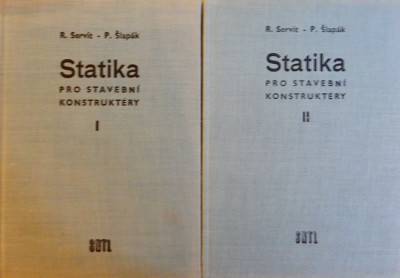 R. Servít - P. Šlapák
Statika
PRO STAVEBNÍ
KONSTRUKTÉRY
I
SNTL
R. Servít - P. Šlapák
Statika
PRO STAVEBNÍ
KONSTRUKTÉRY
II
SNTL